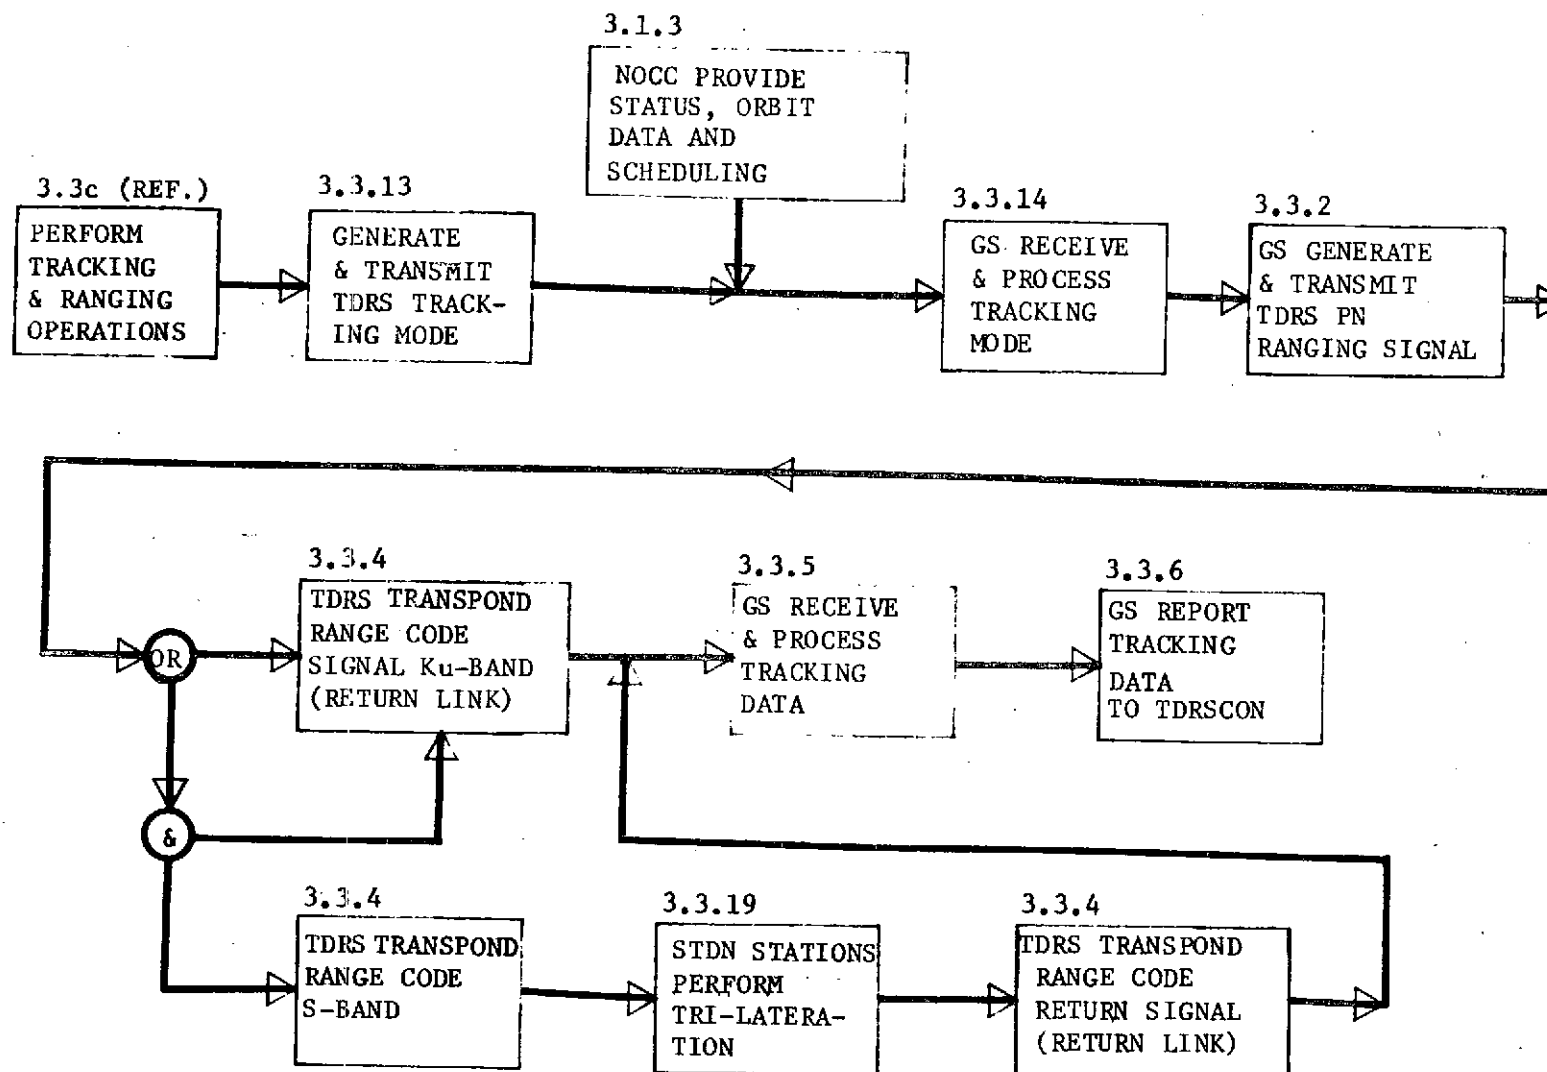 3.1.3
NOCC PROVIDE
STATUS, ORBIT
DATA AND
SCHEDULING
3.3c (REF.)
PERFORM
TRACKING
& RANGING
OPERATIONS
3.3.13
GENERATE
& TRANSMIT
TDRS TRACK-
ING MODE
3.3.14
GS RECEIVE
& PROCESS
TRACKING
MODE
3.3.2
GS GENERATE
& TRANSMIT
TDRS PN
RANGING SIGNAL
OR
3.3.4
TDRS TRANSPOND
RANGE CODE
SIGNAL Ku-BAND
(RETURN LINK)
3.3.5
GS RECEIVE
& PROCESS
TRACKING
DATA
3.3.6
GS REPORT
TRACKING
DATA
TO TDRSCON
&
3.3.4
TDRS TRANSPOND
RANGE CODE
S-BAND
3.3.19
STDN STATIONS
PERFORM
TRI-LATERA-
TION
3.3.4
TDRS TRANSPOND
RANGE CODE
RETURN SIGNAL
(RETURN LINK)